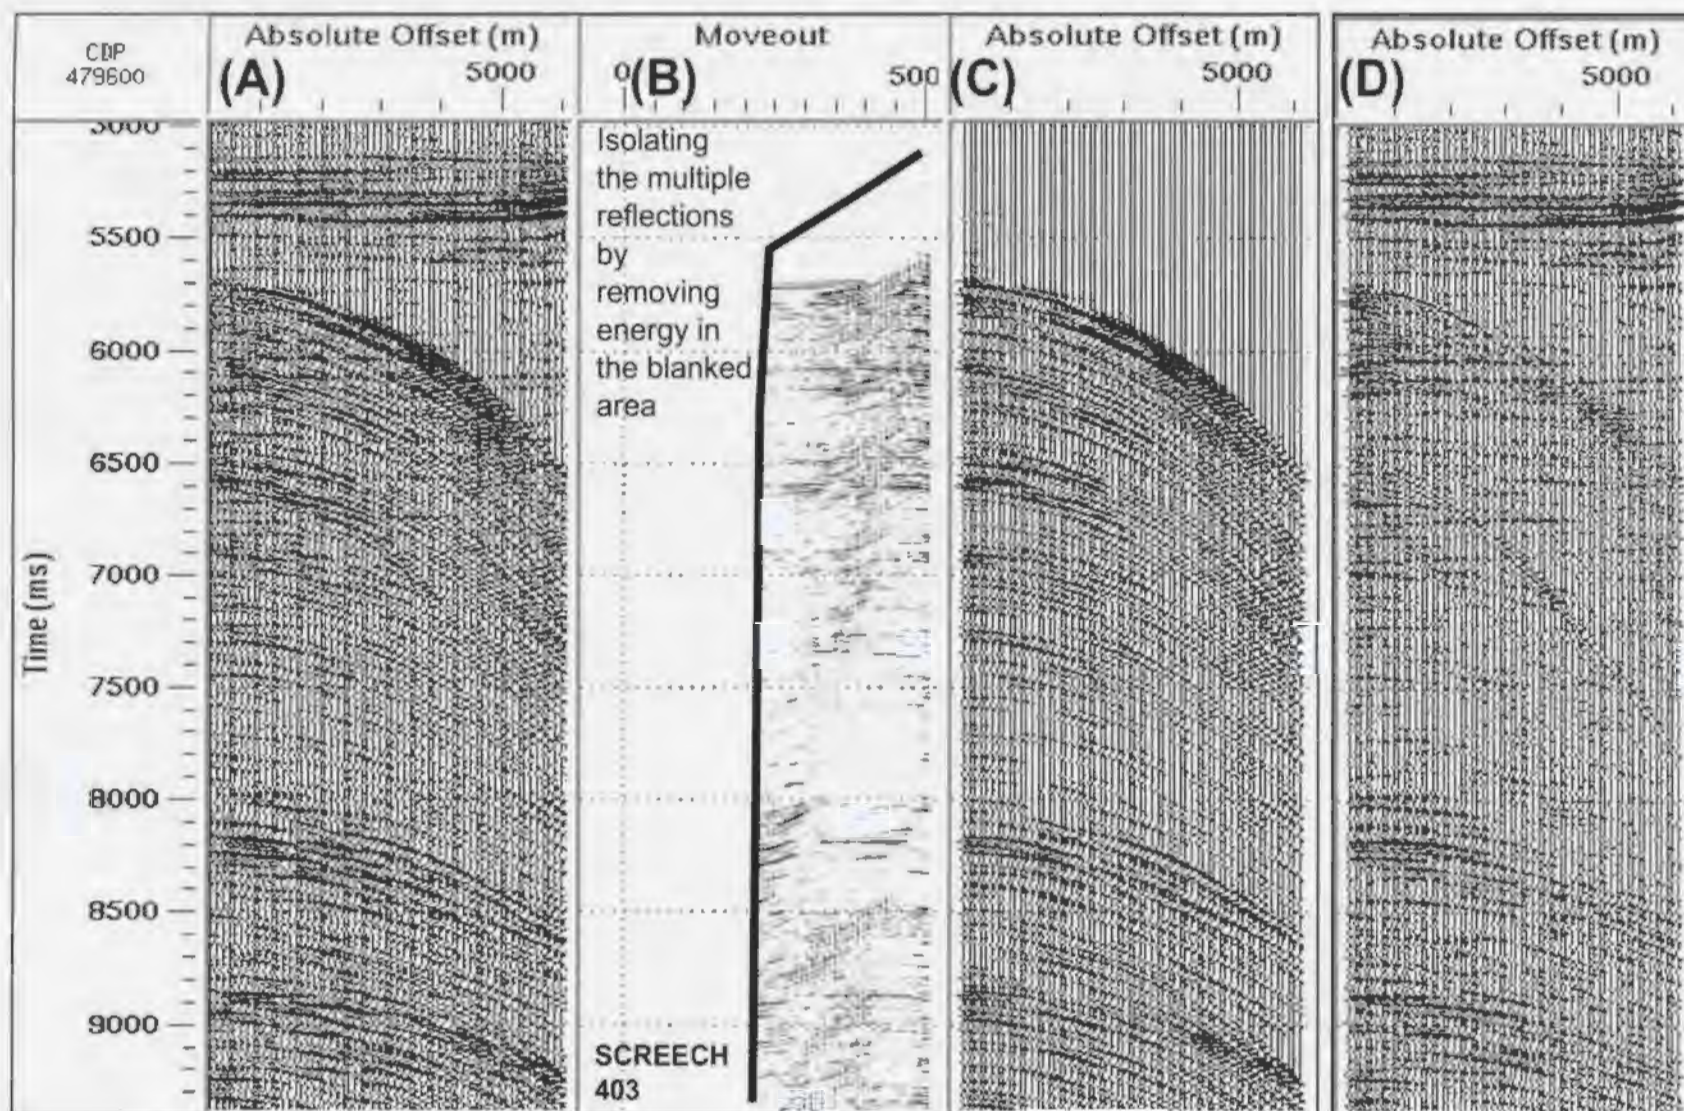 CDP
479600
Absolute Offset (m)
(A)
5000
Moveout
0
(B)
500
Absolute Offset (m)
(C)
5000
Absolute Offset (m)
(D)
5000
Time (ms)
5500
6000
6500
7000
7500
8000
8500
9000
Isolating
the multiple
reflections
by
removing
energy in
the blanked
area
SCREECH
403